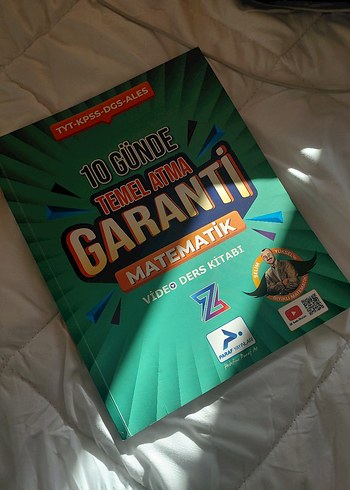 TYT-KPSS-DGS-ALES
10 GÜNDE
TEMEL ATMA
GARANTİ
MATEMATİK
VİDEO DERS KİTABI
Z
PARAF YAYINLARI